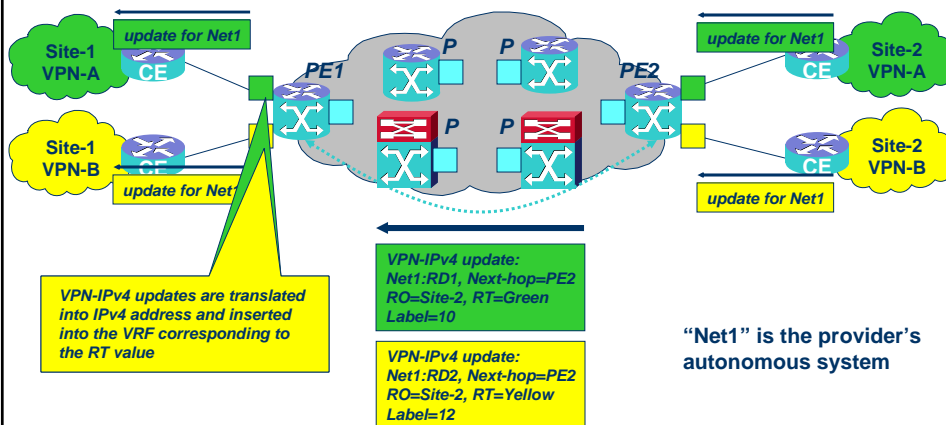 update for Net1
update for Net1
Site-1
VPN-A
CE
PE1
P
P
PE2
CE
Site-2
VPN-A
Site-1
VPN-B
CE
P
P
CE
Site-2
VPN-B
update for Net1
update for Net1
VPN-IPv4 updates are translated
into IPv4 address and inserted
into the VRF corresponding to
the RT value
VPN-IPv4 update:
Net1:RD1, Next-hop=PE2
RO=Site-2, RT=Green
Label=10
VPN-IPv4 update:
Net1:RD2, Next-hop=PE2
RO=Site-2, RT=Yellow
Label=12
“Net1” is the provider’s
autonomous system